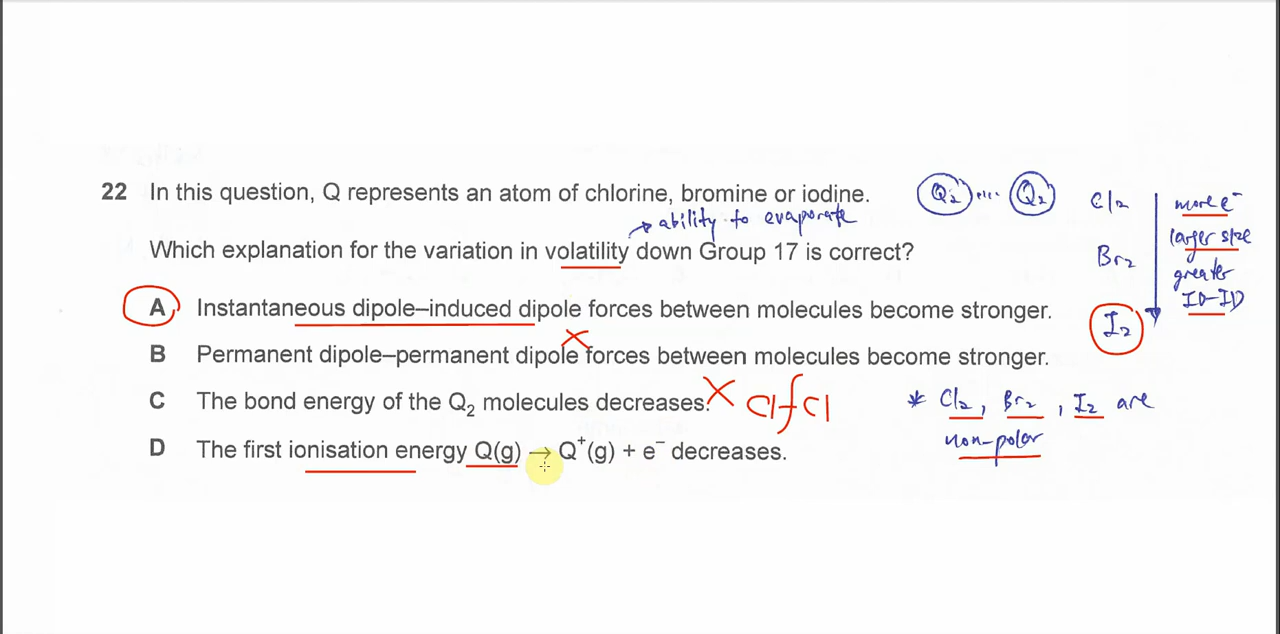 22 In this question, Q represents an atom of chlorine, bromine or iodine.
Q₂ .... Q₂
→ ability to evaporate
Which explanation for the variation in volatility down Group 17 is correct?
A Instantaneous dipole–induced dipole forces between molecules become stronger.
B Permanent dipole–permanent dipole forces between molecules become stronger.
C The bond energy of the Q₂ molecules decreases.
Cl Cl
D The first ionisation energy Q(g) → Q⁺(g) + e⁻ decreases.
Cl₂
Br₂
I₂
more e⁻
larger size
greater
ID-ID
* Cl₂, Br₂, I₂ are
non-polar